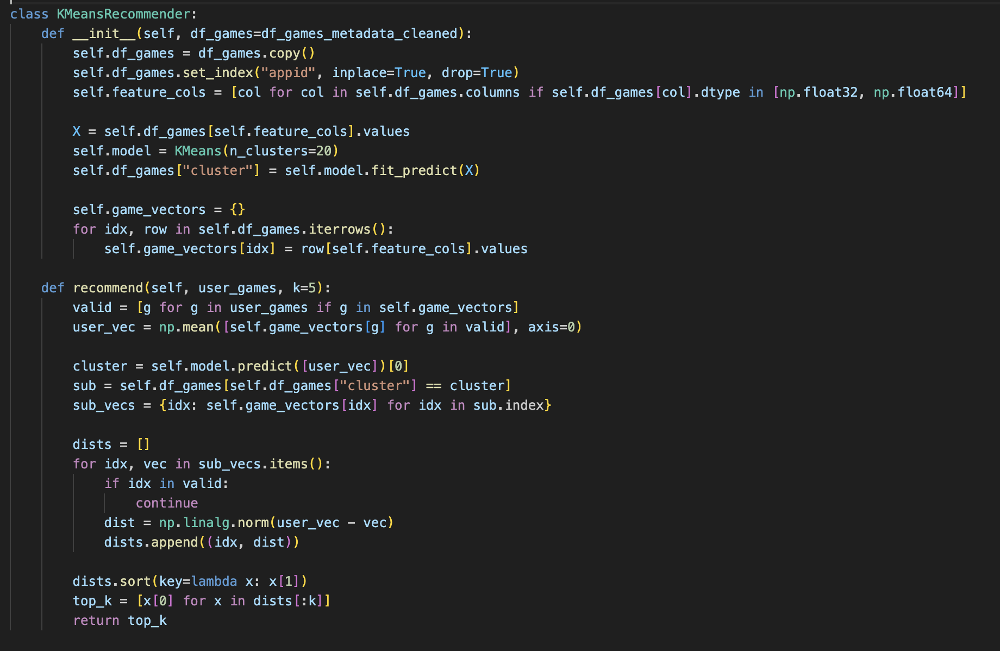 class KMeansRecommender:
    def __init__(self, df_games=df_games_metadata_cleaned):
        self.df_games = df_games.copy()
        self.df_games.set_index("appid", inplace=True, drop=True)
        self.feature_cols = [col for col in self.df_games.columns if self.df_games[col].dtype in [np.float32, np.float64]]

        X = self.df_games[self.feature_cols].values
        self.model = KMeans(n_clusters=20)
        self.df_games["cluster"] = self.model.fit_predict(X)

        self.game_vectors = {}
        for idx, row in self.df_games.iterrows():
            self.game_vectors[idx] = row[self.feature_cols].values

    def recommend(self, user_games, k=5):
        valid = [g for g in user_games if g in self.game_vectors]
        user_vec = np.mean([self.game_vectors[g] for g in valid], axis=0)

        cluster = self.model.predict([user_vec])[0]
        sub = self.df_games[self.df_games["cluster"] == cluster]
        sub_vecs = {idx: self.game_vectors[idx] for idx in sub.index}

        dists = []
        for idx, vec in sub_vecs.items():
            if idx in valid:
                continue
            dist = np.linalg.norm(user_vec - vec)
            dists.append((idx, dist))

        dists.sort(key=lambda x: x[1])
        top_k = [x[0] for x in dists[:k]]
        return top_k